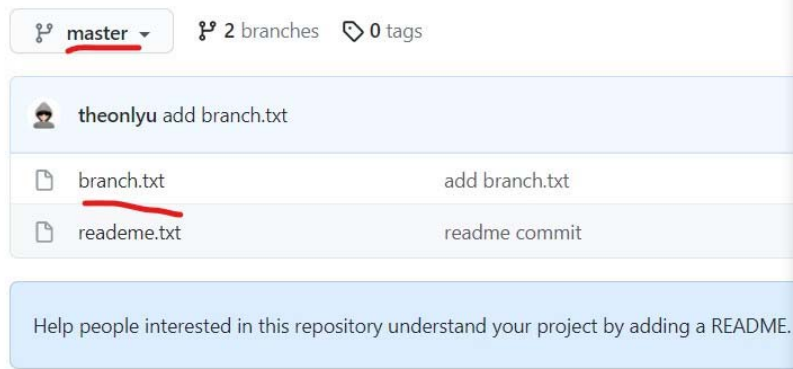 master 2 branches 0 tags
theonlyu add branch.txt
branch.txt add branch.txt
reademe.txt readme commit
Help people interested in this repository understand your project by adding a README.